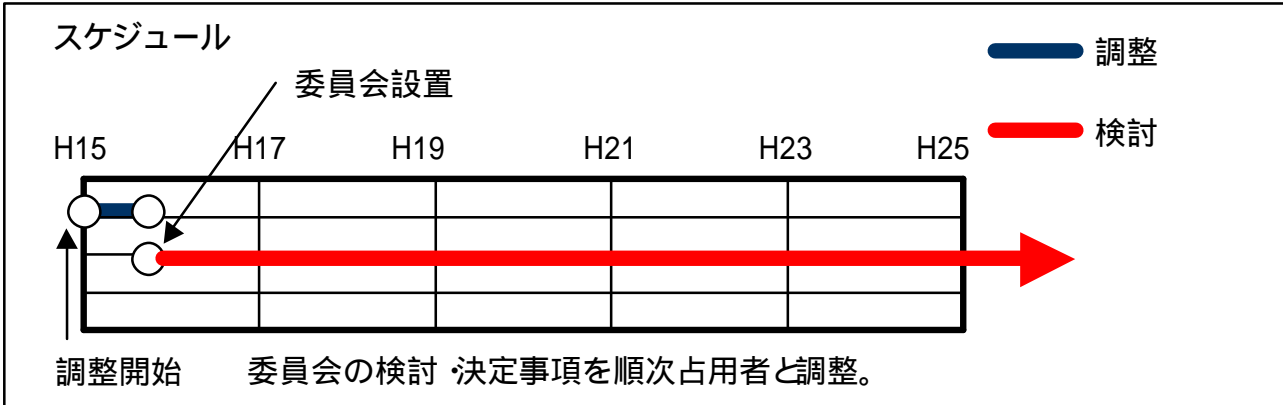 スケジュール
調整
委員会設置
検討
H15 H17 H19 H21 H23 H25
調整開始
委員会の検討・決定事項を順次占用者と調整。